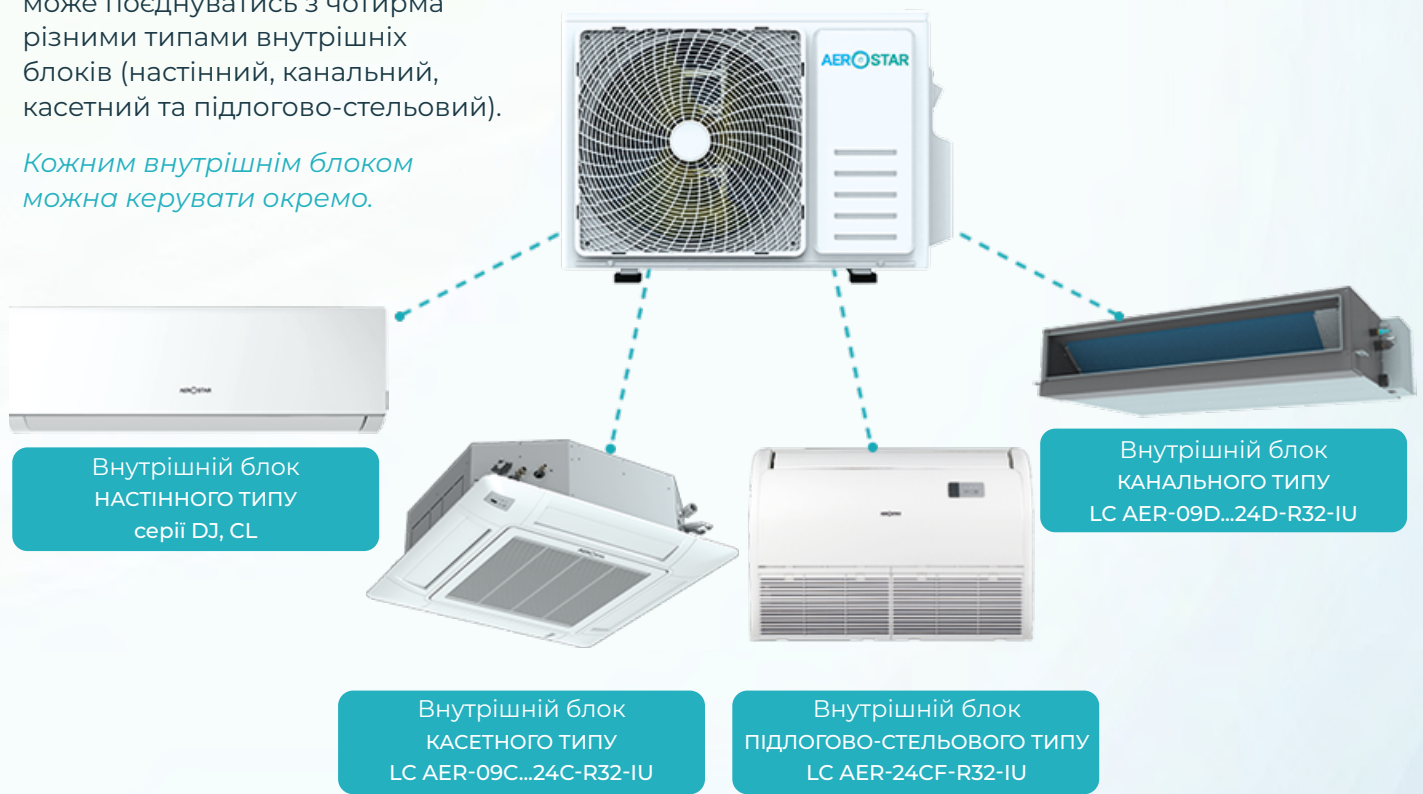 може поєднуватись з чотирма
різними типами внутрішніх
блоків (настінний, канальний,
касетний та підлогово-стельовий).
Кожним внутрішнім блоком
можна керувати окремо.
AEROSTAR
AEROSTAR
Внутрішній блок
НАСТІННОГО ТИПУ
серії DJ, CL
Внутрішній блок
КАНАЛЬНОГО ТИПУ
LC AER-09D...24D-R32-IU
Внутрішній блок
КАСЕТНОГО ТИПУ
LC AER-09C...24C-R32-IU
Внутрішній блок
ПІДЛОГОВО-СТЕЛЬОВОГО ТИПУ
LC AER-24CF-R32-IU